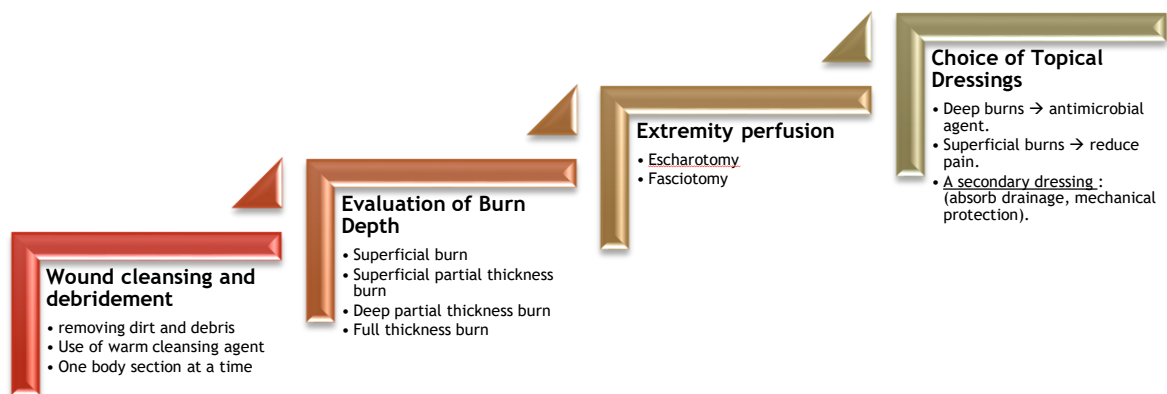 Wound cleansing and
debridement
• removing dirt and debris
• Use of warm cleansing agent
• One body section at a time
Evaluation of Burn
Depth
• Superficial burn
• Superficial partial thickness
burn
• Deep partial thickness burn
• Full thickness burn
Extremity perfusion
• Escharotomy
• Fasciotomy
Choice of Topical
Dressings
• Deep burns → antimicrobial
agent.
• Superficial burns → reduce
pain.
• A secondary dressing :
(absorb drainage, mechanical
protection).